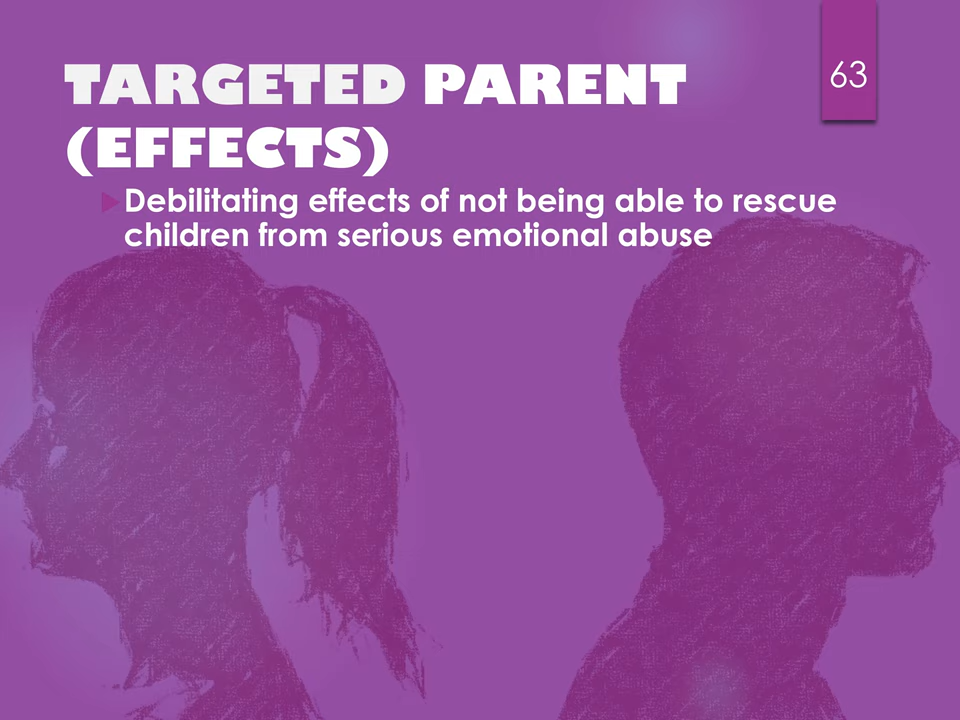 63
TARGETED PARENT
(EFFECTS)
Debilitating effects of not being able to rescue
children from serious emotional abuse